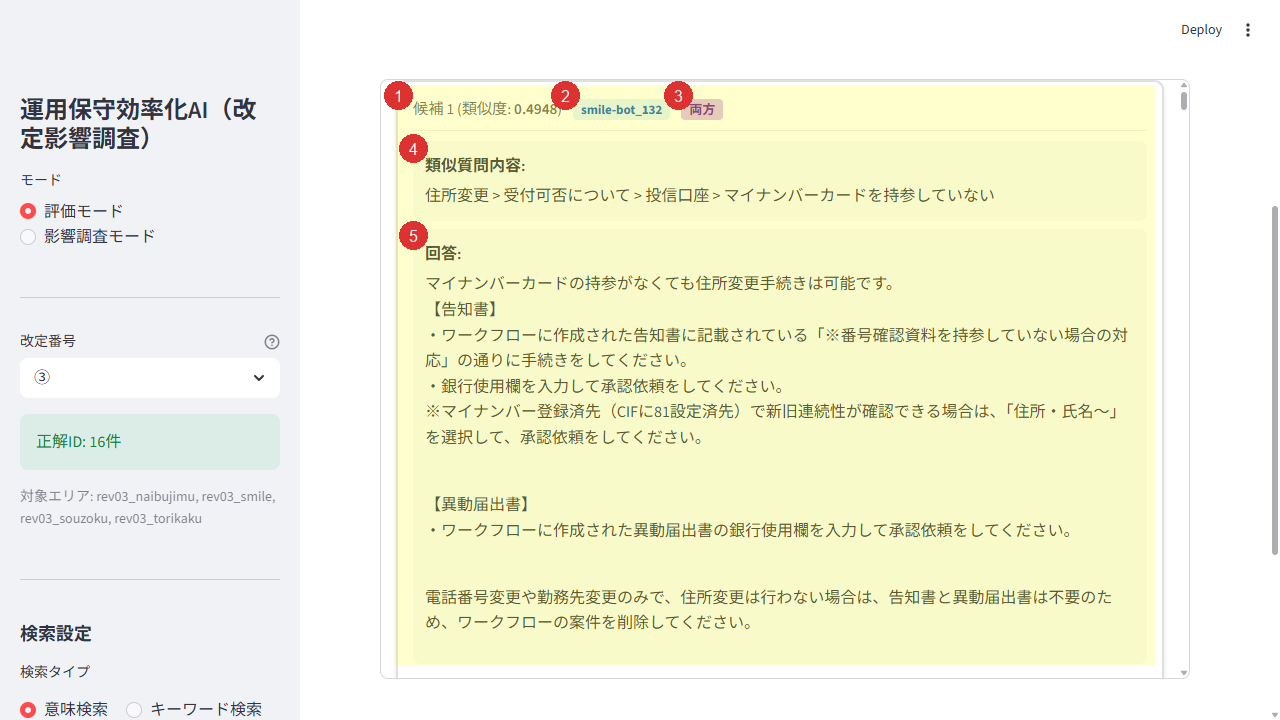 Deploy
運用保守効率化AI（改
定影響調査）
モード
評価モード
影響調査モード
改定番号
③
正解ID: 16件
対象エリア: rev03_naibujimu, rev03_smile,
rev03_souzoku, rev03_torikaku
検索設定
検索タイプ
意味検索 キーワード検索
1 候補 1 (類似度: 0.4948) 2 smile-bot_132 3 両方
4
類似質問内容:
住所変更 > 受付可否について > 投信口座 > マイナンバーカードを持参していない
5
回答:
マイナンバーカードの持参がなくても住所変更手続きは可能です。
【告知書】
・ワークフローに作成された告知書に記載されている「※番号確認資料を持参していない場合の対
応」の通りに手続きをしてください。
・銀行使用欄を入力して承認依頼をしてください。
※マイナンバー登録済先（CIFに81設定済先）で新旧連続性が確認できる場合は、「住所・氏名～」
を選択して、承認依頼をしてください。
【異動届出書】
・ワークフローに作成された異動届出書の銀行使用欄を入力して承認依頼をしてください。
電話番号変更や勤務先変更のみで、住所変更は行わない場合は、告知書と異動届出書は不要のた
め、ワークフローの案件を削除してください。